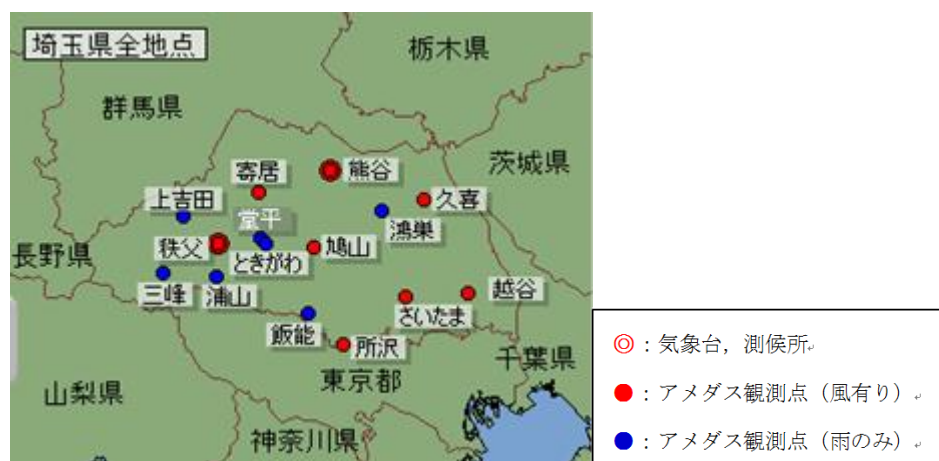 埼玉県全地点
栃木県
群馬県
茨城県
寄居
熊谷
上吉田
久喜
堂平
鴻巣
秩父
鳩山
長野県
ときがわ
三峰
浦山
越谷
さいたま
飯能
所沢
千葉県
東京都
山梨県
神奈川県
◎：気象台，測候所
●：アメダス観測点（風有り）
●：アメダス観測点（雨のみ）